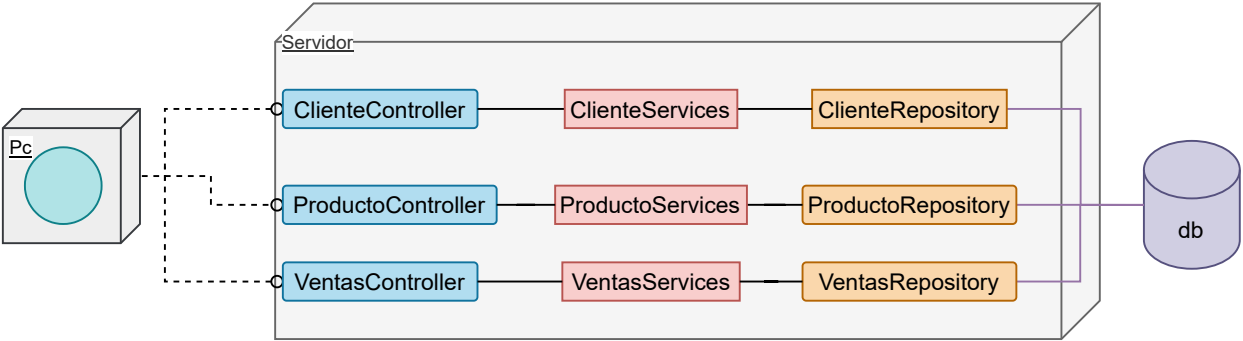 Servidor
Pc
ClienteController
ClienteServices
ClienteRepository
ProductoController
ProductoServices
ProductoRepository
VentasController
VentasServices
VentasRepository
db